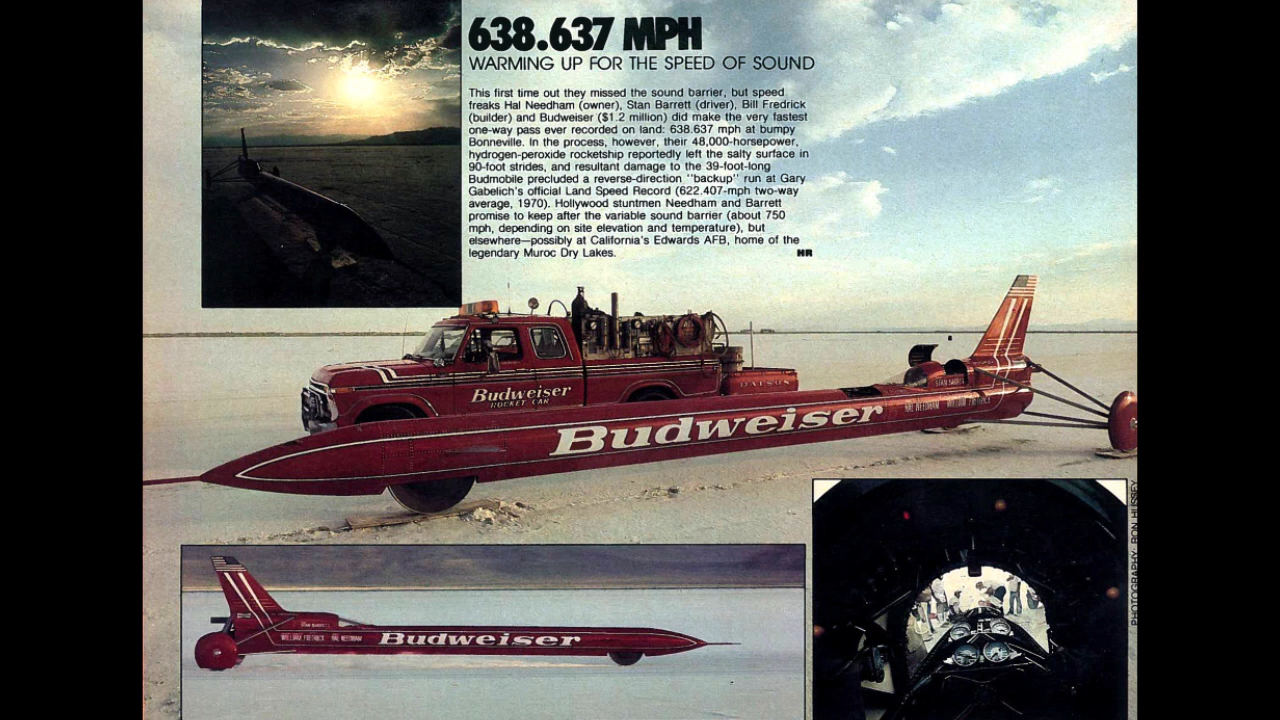 638.637 MPH
WARMING UP FOR THE SPEED OF SOUND
This first time out they missed the sound barrier, but speed
freaks Hal Needham (owner), Stan Barrett (driver), Bill Fredrick
(builder) and Budweiser ($1.2 million) did make the very fastest
one-way pass ever recorded on land: 638.637 mph at bumpy
Bonneville. In the process, however, their 48,000-horsepower,
hydrogen-peroxide rocketship reportedly left the salty surface in
90-foot strides, and resultant damage to the 39-foot-long
Budmobile precluded a reverse-direction "backup" run at Gary
Gabelich's official Land Speed Record (622.407-mph two-way
average, 1970). Hollywood stuntmen Needham and Barrett
promise to keep after the variable sound barrier (about 750
mph, depending on site elevation and temperature), but
elsewhere—possibly at California's Edwards AFB, home of the
legendary Muroc Dry Lakes. HR
Budweiser
ROCKET CAR
DATSUN
STAN BARRETT
Budweiser
HAL NEEDHAM WILLIAM FREDRICK
PHOTOGRAPHY: RON HUSSEY
STAN BARRETT
WILLIAM FREDRICK HAL NEEDHAM Budweiser